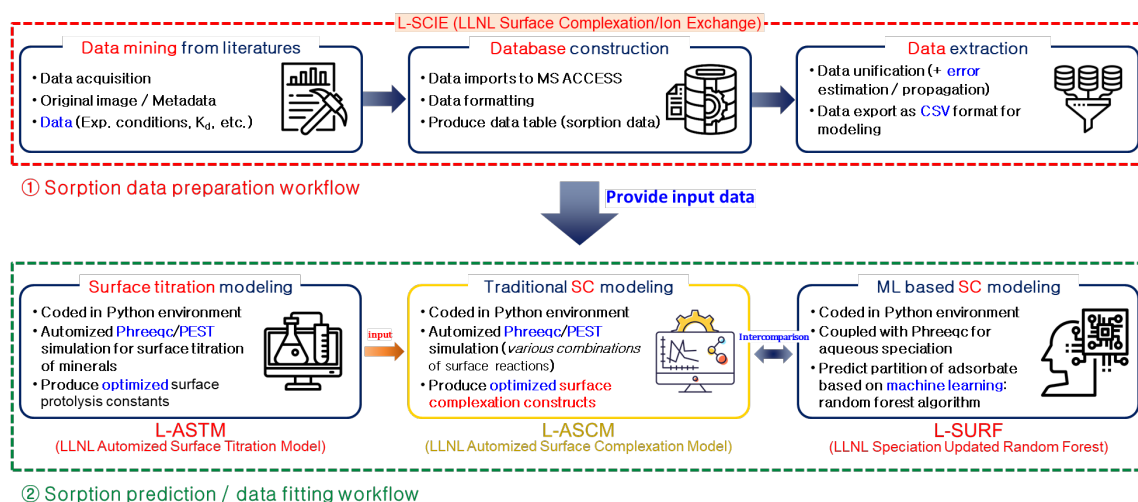 L-SCIE (LLNL Surface Complexation/Ion Exchange)
Data mining from literatures
• Data acquisition
• Original image / Metadata
• Data (Exp. conditions, Kd, etc.)
Database construction
• Data imports to MS ACCESS
• Data formatting
• Produce data table (sorption data)
Data extraction
• Data unification (+ error
estimation / propagation)
• Data export as CSV format for
modeling
① Sorption data preparation workflow
Provide input data
Surface titration modeling
• Coded in Python environment
• Automized Phreeqc/PEST
simulation for surface titration
of minerals
• Produce optimized surface
protolysis constants
L-ASTM
(LLNL Automized Surface Titration Model)
input
Traditional SC modeling
• Coded in Python environment
• Automized Phreeqc/PEST
simulation (various combinations
of surface reactions)
• Produce optimized surface
complexation constructs
L-ASCM
(LLNL Automized Surface Complexation Model)
Intercomparison
ML based SC modeling
• Coded in Python environment
• Coupled with Phreeqc for
aqueous speciation
• Predict partition of adsorbate
based on machine learning:
random forest algorithm
L-SURF
(LLNL Speciation Updated Random Forest)
② Sorption prediction / data fitting workflow